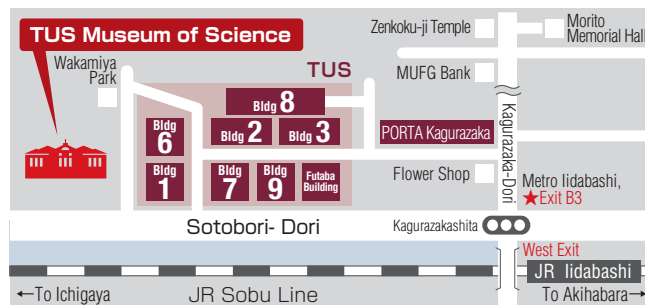 TUS Museum of Science
Zenkoku-ji Temple
Morito
Memorial Hall
Wakamiya
Park
TUS
MUFG Bank
Bldg 8
Bldg
6
Bldg 2
Bldg 3
PORTA Kagurazaka
Kagurazaka-Dori
Bldg
1
Bldg
7
Bldg
9
Futaba
Building
Flower Shop
Metro Iidabashi,
★Exit B3
Sotobori- Dori
Kagurazakashita
West Exit
JR Iidabashi
←To Ichigaya
JR Sobu Line
To Akihabara→